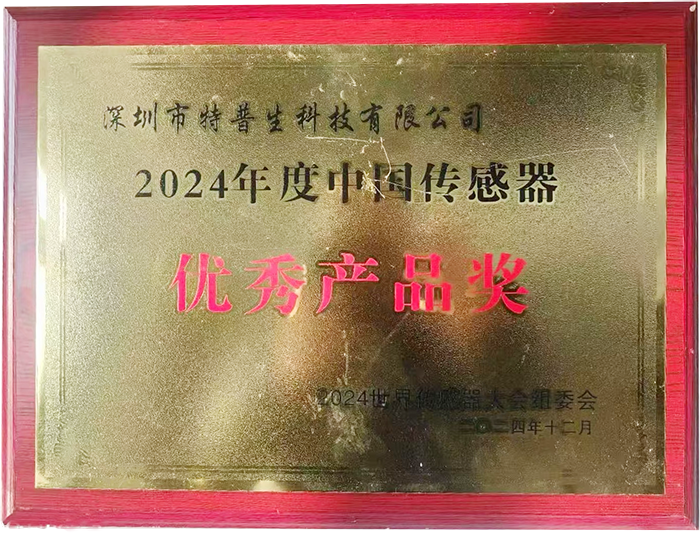 深圳市特普生科技有限公司
2024年度中国传感器
优秀产品奖
2024世界传感器大会组委会
二〇二四年十二月